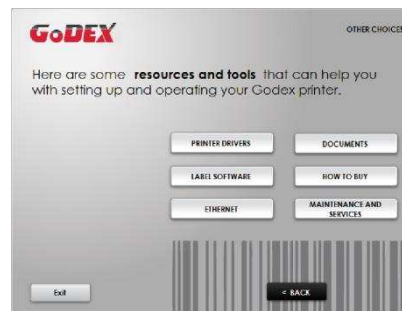 GoDEX
OTHER CHOICES
Here are some resources and tools that can help you
with setting up and operating your Godex printer.
PRINTER DRIVERS
DOCUMENTS
LABEL SOFTWARE
HOW TO BUY
ETHERNET
MAINTENANCE AND
SERVICES
Exit
< BACK